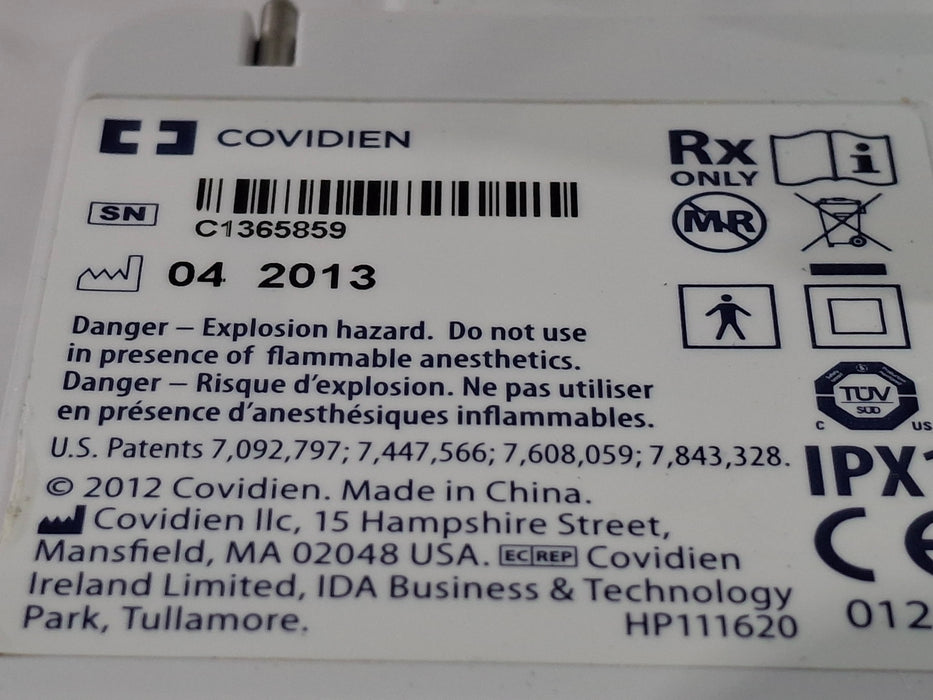 COVIDIEN
SN
C1365859
04 2013
Danger – Explosion hazard. Do not use
in presence of flammable anesthetics.
Danger – Risque d'explosion. Ne pas utiliser
en présence d'anesthésiques inflammables.
U.S. Patents 7,092,797; 7,447,566; 7,608,059; 7,843,328.
© 2012 Covidien. Made in China.
Covidien llc, 15 Hampshire Street,
Mansfield, MA 02048 USA. EC REP Covidien
Ireland Limited, IDA Business & Technology
Park, Tullamore.
HP111620
Rx
ONLY
i
MR
TÜV
SÜD
C US
IPX1
CE
012